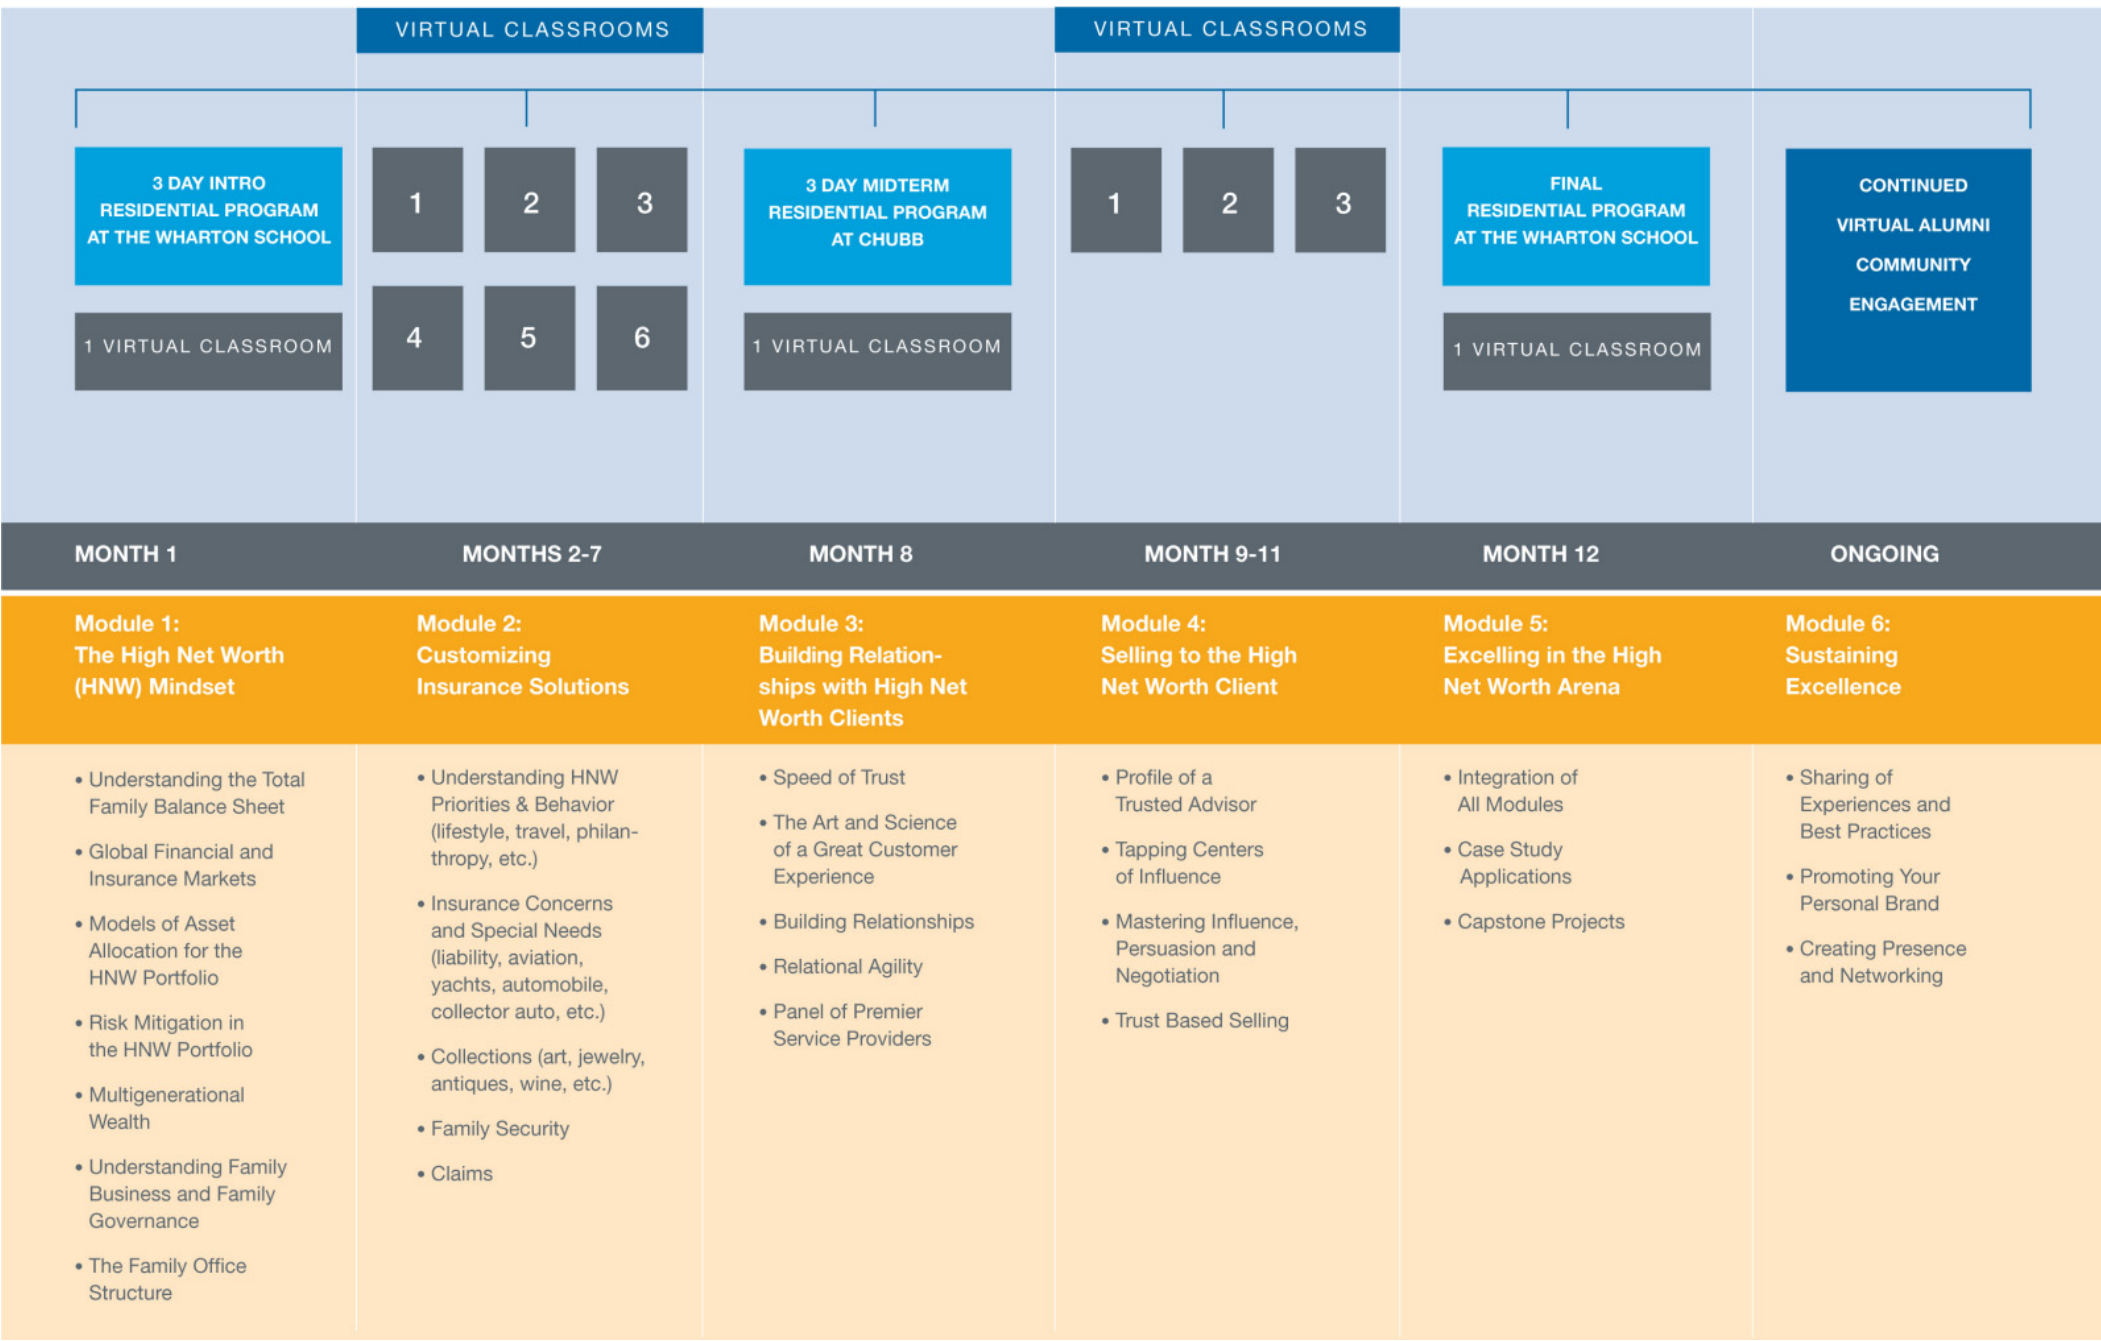 VIRTUAL CLASSROOMS
VIRTUAL CLASSROOMS
3 DAY INTRO
RESIDENTIAL PROGRAM
AT THE WHARTON SCHOOL
1 VIRTUAL CLASSROOM
1
2
3
4
5
6
3 DAY MIDTERM
RESIDENTIAL PROGRAM
AT CHUBB
1 VIRTUAL CLASSROOM
1
2
3
FINAL
RESIDENTIAL PROGRAM
AT THE WHARTON SCHOOL
1 VIRTUAL CLASSROOM
CONTINUED
VIRTUAL ALUMNI
COMMUNITY
ENGAGEMENT
MONTH 1
MONTHS 2-7
MONTH 8
MONTH 9-11
MONTH 12
ONGOING
Module 1:
The High Net Worth
(HNW) Mindset
Module 2:
Customizing
Insurance Solutions
Module 3:
Building Relation-
ships with High Net
Worth Clients
Module 4:
Selling to the High
Net Worth Client
Module 5:
Excelling in the High
Net Worth Arena
Module 6:
Sustaining
Excellence
• Understanding the Total
Family Balance Sheet
• Global Financial and
Insurance Markets
• Models of Asset
Allocation for the
HNW Portfolio
• Risk Mitigation in
the HNW Portfolio
• Multigenerational
Wealth
• Understanding Family
Business and Family
Governance
• The Family Office
Structure
• Understanding HNW
Priorities & Behavior
(lifestyle, travel, philan-
thropy, etc.)
• Insurance Concerns
and Special Needs
(liability, aviation,
yachts, automobile,
collector auto, etc.)
• Collections (art, jewelry,
antiques, wine, etc.)
• Family Security
• Claims
• Speed of Trust
• The Art and Science
of a Great Customer
Experience
• Building Relationships
• Relational Agility
• Panel of Premier
Service Providers
• Profile of a
Trusted Advisor
• Tapping Centers
of Influence
• Mastering Influence,
Persuasion and
Negotiation
• Trust Based Selling
• Integration of
All Modules
• Case Study
Applications
• Capstone Projects
• Sharing of
Experiences and
Best Practices
• Promoting Your
Personal Brand
• Creating Presence
and Networking